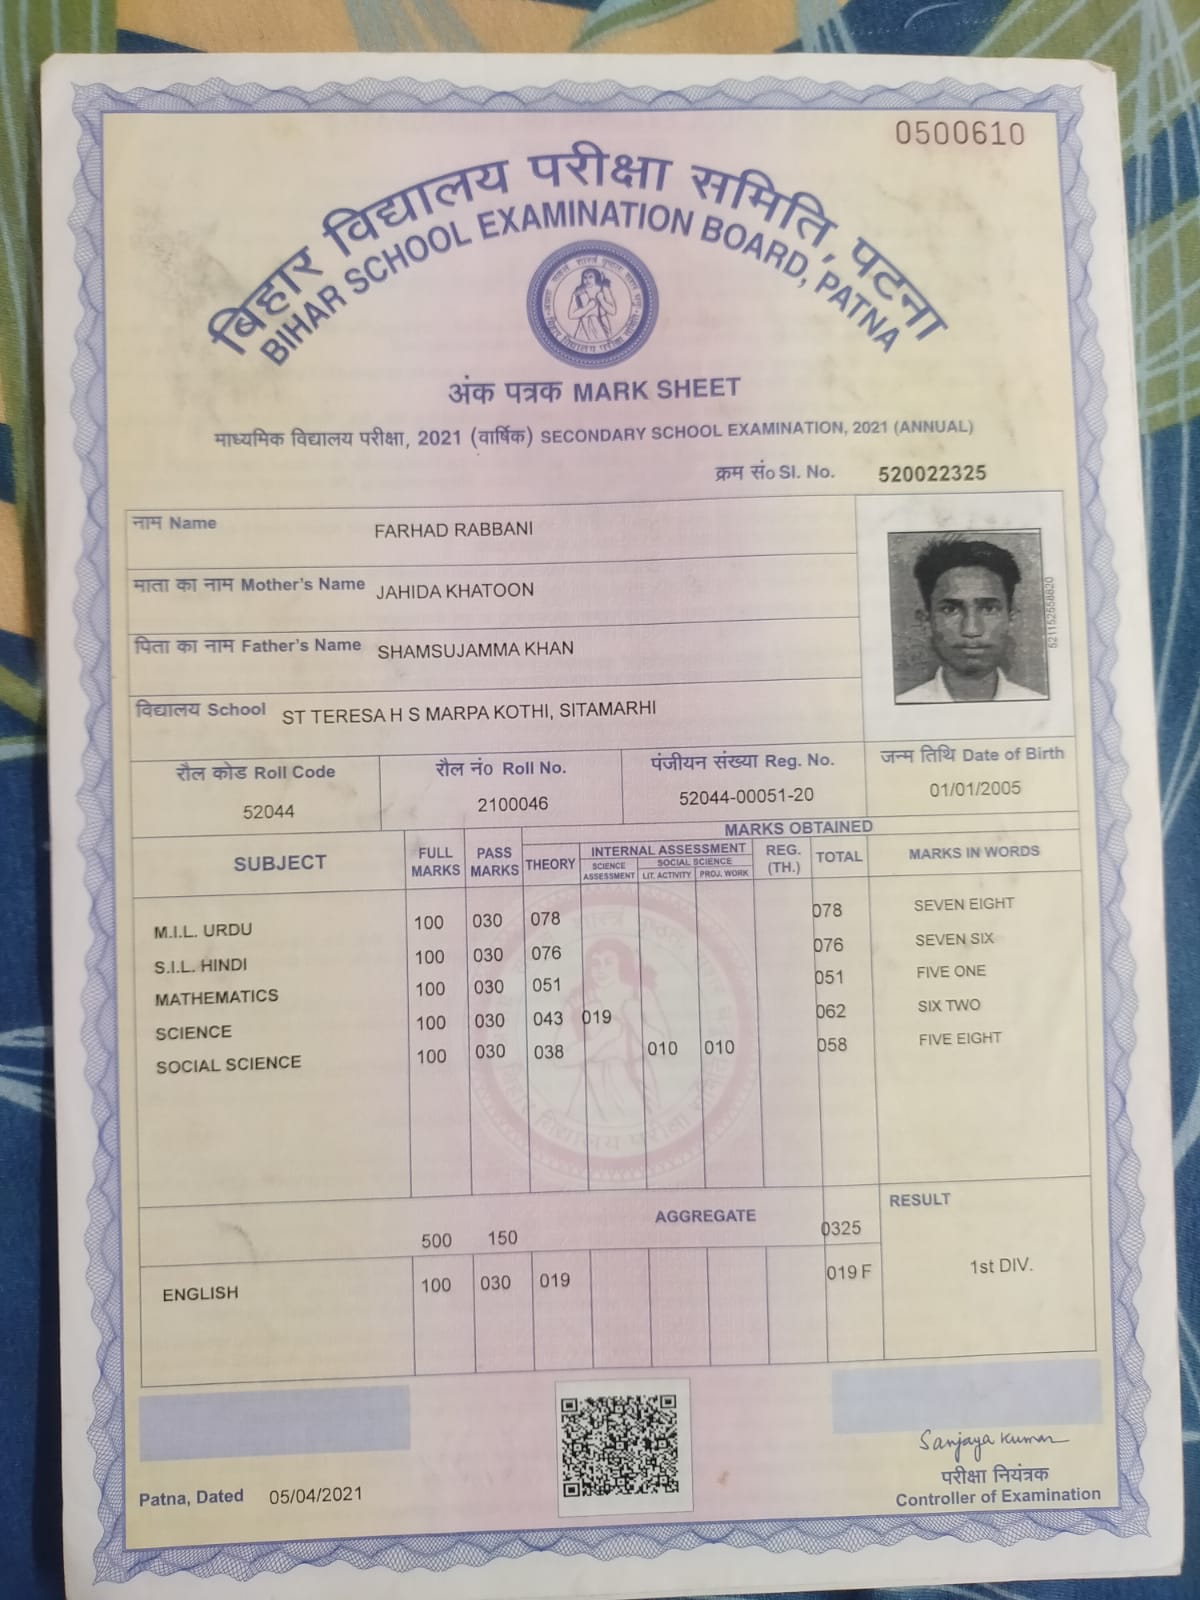 0500610
बिहार विद्यालय परीक्षा समिति, पटना
BIHAR SCHOOL EXAMINATION BOARD, PATNA
अंक पत्रक MARK SHEET
माध्यमिक विद्यालय परीक्षा, 2021 (वार्षिक) SECONDARY SCHOOL EXAMINATION, 2021 (ANNUAL)
क्रम सं० Sl. No. 520022325
नाम Name FARHAD RABBANI
माता का नाम Mother's Name JAHIDA KHATOON
पिता का नाम Father's Name SHAMSUJAMMA KHAN
521152558820
विद्यालय School ST TERESA H S MARPA KOTHI, SITAMARHI
रौल कोड Roll Code रौल नं० Roll No. पंजीयन संख्या Reg. No. जन्म तिथि Date of Birth
52044 2100046 52044-00051-20 01/01/2005
MARKS OBTAINED
SUBJECT FULL MARKS PASS MARKS THEORY INTERNAL ASSESSMENT SCIENCE ASSESSMENT SOCIAL SCIENCE LIT. ACTIVITY PROJ. WORK REG. (TH.) TOTAL MARKS IN WORDS
M.I.L. URDU 100 030 078 078 SEVEN EIGHT
S.I.L. HINDI 100 030 076 076 SEVEN SIX
MATHEMATICS 100 030 051 051 FIVE ONE
SCIENCE 100 030 043 019 062 SIX TWO
SOCIAL SCIENCE 100 030 038 010 010 058 FIVE EIGHT
500 150 AGGREGATE 0325 RESULT
ENGLISH 100 030 019 019 F 1st DIV.
Sanjaya Kumar
परीक्षा नियंत्रक
Patna, Dated 05/04/2021 Controller of Examination